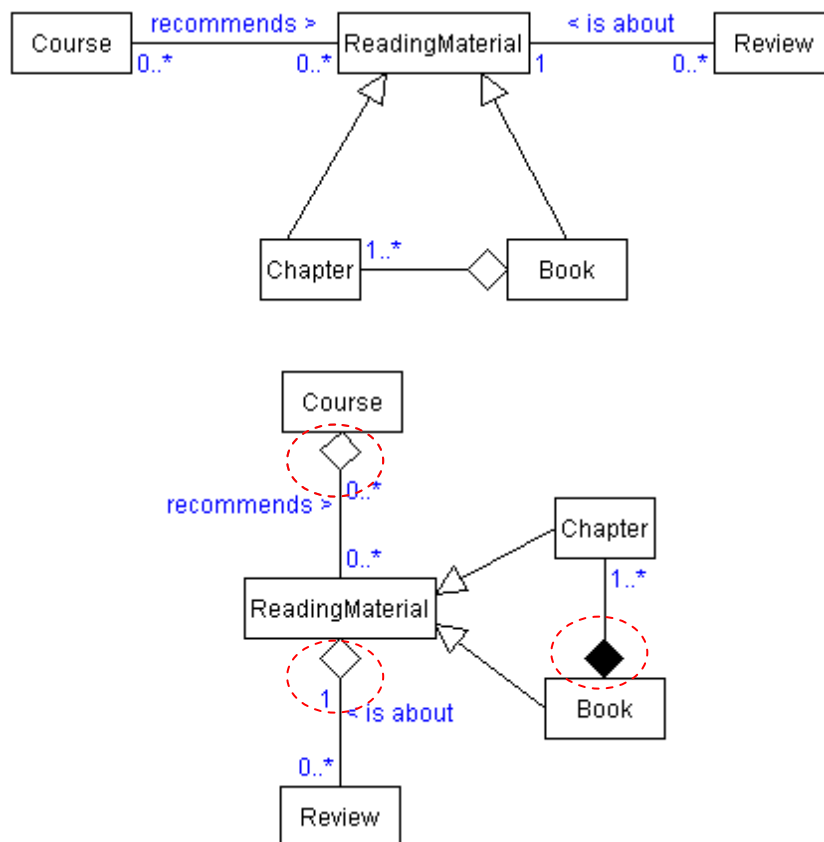 recommends >
< is about
Course
ReadingMaterial
Review
0..*
0..*
1
0..*
1..*
Chapter
Book
Course
0..*
recommends >
Chapter
0..*
1..*
ReadingMaterial
1
< is about
Book
0..*
Review